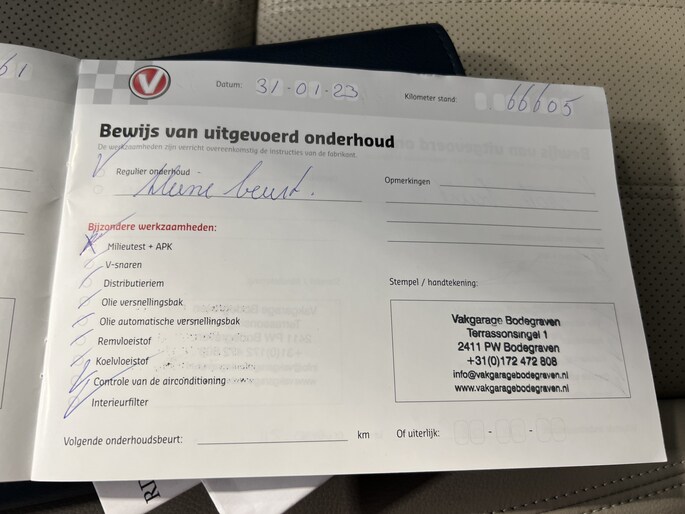 61
V
Datum: 31-01-23
Kilometer stand: 66605
Bewijs van uitgevoerd onderhoud
De werkzaamheden zijn verricht overeenkomstig de instructies van de fabrikant.
Regulier onderhoud
kleine beurt.
Opmerkingen
Bijzondere werkzaamheden:
Milieutest + APK
V-snaren
Distributieriem
Olie versnellingsbak
Olie automatische versnellingsbak
Remvloeistof
Koelvloeistof
Controle van de airconditioning
Interieurfilter
Stempel / handtekening:
Vakgarage Bodegraven
Terrassonsingel 1
2411 PW Bodegraven
+31(0)172 472 808
info@vakgaragebodegraven.nl
www.vakgaragebodegraven.nl
Volgende onderhoudsbeurt: km
Of uiterlijk: - -